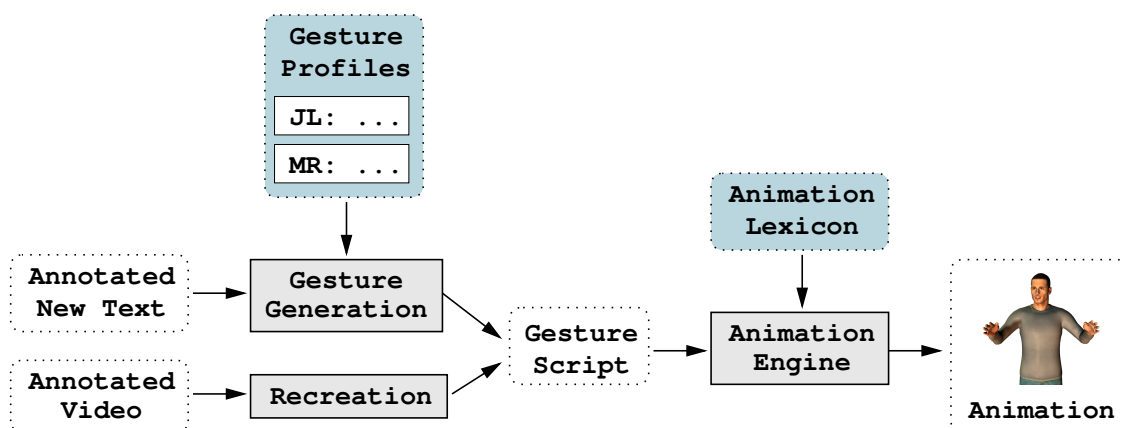 Gesture
Profiles
JL: ...
MR: ...
Animation
Lexicon
Annotated
New Text
Gesture
Generation
Gesture
Script
Animation
Engine
Annotated
Video
Recreation
Animation